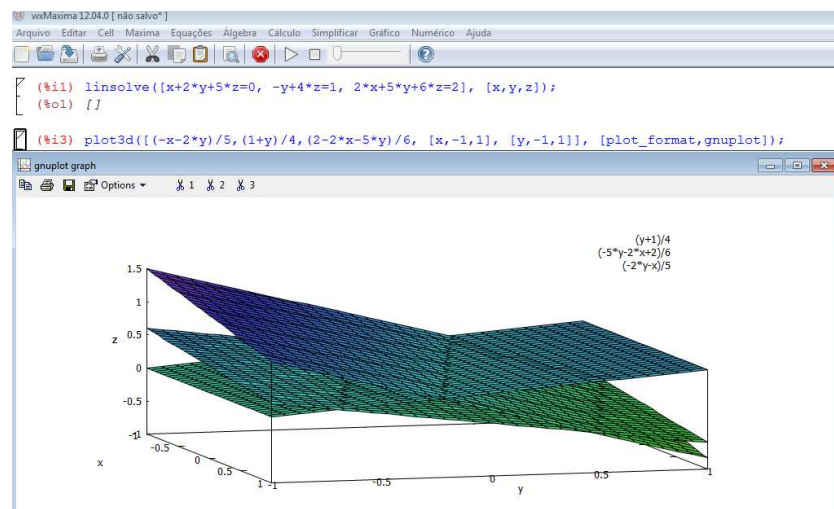 wxMaxima 12.04.0 [ não salvo* ]
Arquivo Editar Cell Maxima Equações Álgebra Cálculo Simplificar Gráfico Numérico Ajuda
(%i1) linsolve([x+2*y+5*z=0, -y+4*z=1, 2*x+5*y+6*z=2], [x,y,z]);
(%o1) []
(%i3) plot3d([(-x-2*y)/5,(1+y)/4,(2-2*x-5*y)/6, [x,-1,1], [y,-1,1]], [plot_format,gnuplot]);
gnuplot graph
Options 1 2 3
(y+1)/4
(-5*y-2*x+2)/6
(-2*y-x)/5
1.5
1
z 0.5
0
-0.5
-1
-1
-0.5
0
0.5
1
x
-1
-0.5
0
0.5
1
y